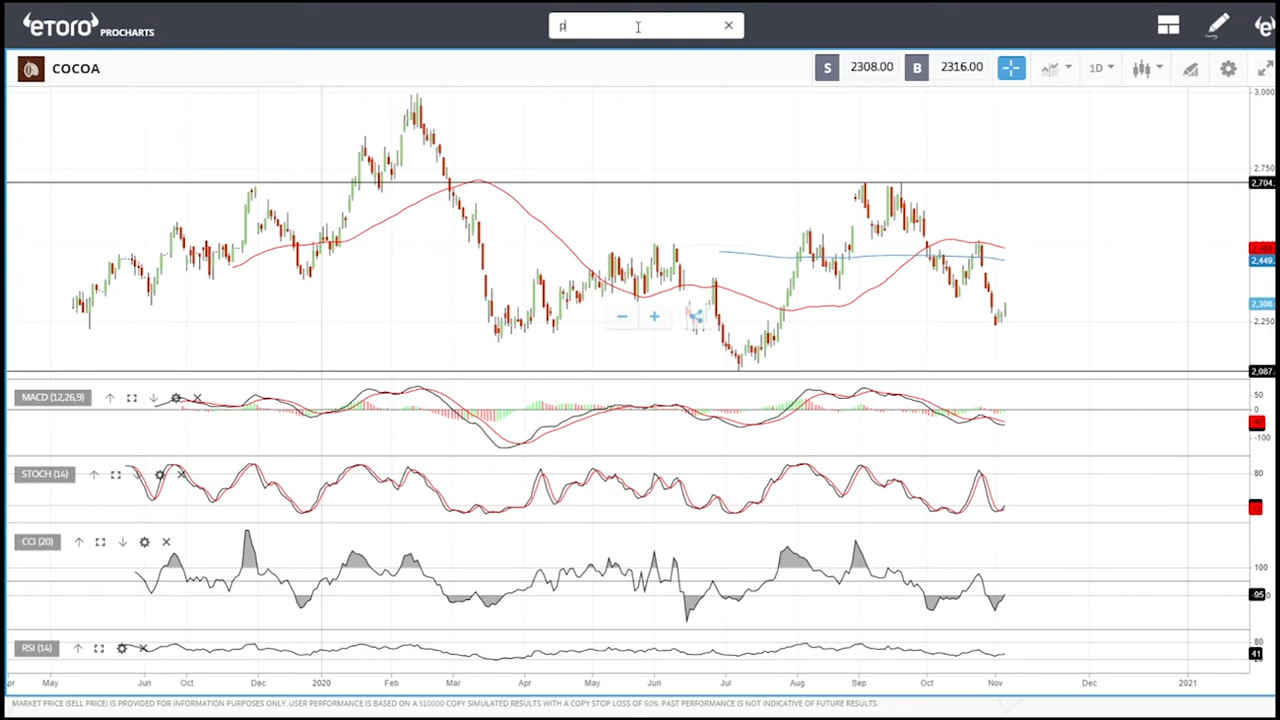 etoro PROCHARTS
p
COCOA
S 2308.00 B 2316.00
1D
3,000
2,750
2,704
2,449
2,308
2,250
2,087
MACD (12,26,9)
50
0
-100
STOCH (14)
80
CCI (20)
100
-95
RSI (14)
80
41
May Jun Oct Dec 2020 Feb Mar Apr May Jun Jul Aug Sep Oct Nov Dec 2021
MARKET PRICE (SELL PRICE) IS PROVIDED FOR INFORMATION PURPOSES ONLY. USER PERFORMANCE IS BASED ON A $10000 COPY SIMULATED RESULTS WITH A COPY STOP LOSS OF 60%. PAST PERFORMANCE IS NOT INDICATIVE OF FUTURE RESULTS.